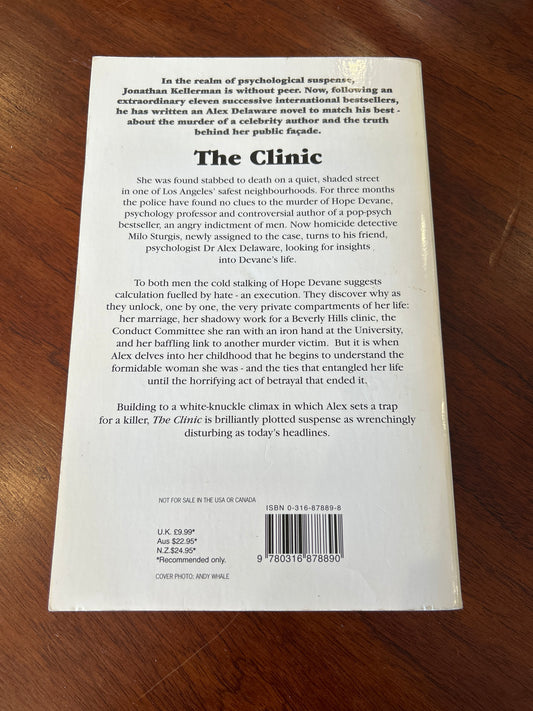 In the realm of psychological suspense,
Jonathan Kellerman is without peer. Now, following an
extraordinary eleven successive international bestsellers,
he has written an Alex Delaware novel to match his best -
about the murder of a celebrity author and the truth
behind her public façade.
The Clinic
She was found stabbed to death on a quiet, shaded street
in one of Los Angeles' safest neighbourhoods. For three months
the police have found no clues to the murder of Hope Devane,
psychology professor and controversial author of a pop-psych
bestseller, an angry indictment of men. Now homicide detective
Milo Sturgis, newly assigned to the case, turns to his friend,
psychologist Dr Alex Delaware, looking for insights
into Devane's life.
To both men the cold stalking of Hope Devane suggests
calculation fuelled by hate - an execution. They discover why as
they unlock, one by one, the very private compartments of her life:
her marriage, her shadowy work for a Beverly Hills clinic, the
Conduct Committee she ran with an iron hand at the University,
and her baffling link to another murder victim. But it is when
Alex delves into her childhood that he begins to understand the
formidable woman she was - and the ties that entangled her life
until the horrifying act of betrayal that ended it.
Building to a white-knuckle climax in which Alex sets a trap
for a killer, The Clinic is brilliantly plotted suspense as wrenchingly
disturbing as today's headlines.
NOT FOR SALE IN THE USA OR CANADA
ISBN 0-316-87889-8
U.K. £9.99*
Aus $22.95*
N.Z.$24.95*
*Recommended only.
9 780316 878890
COVER PHOTO: ANDY WHALE